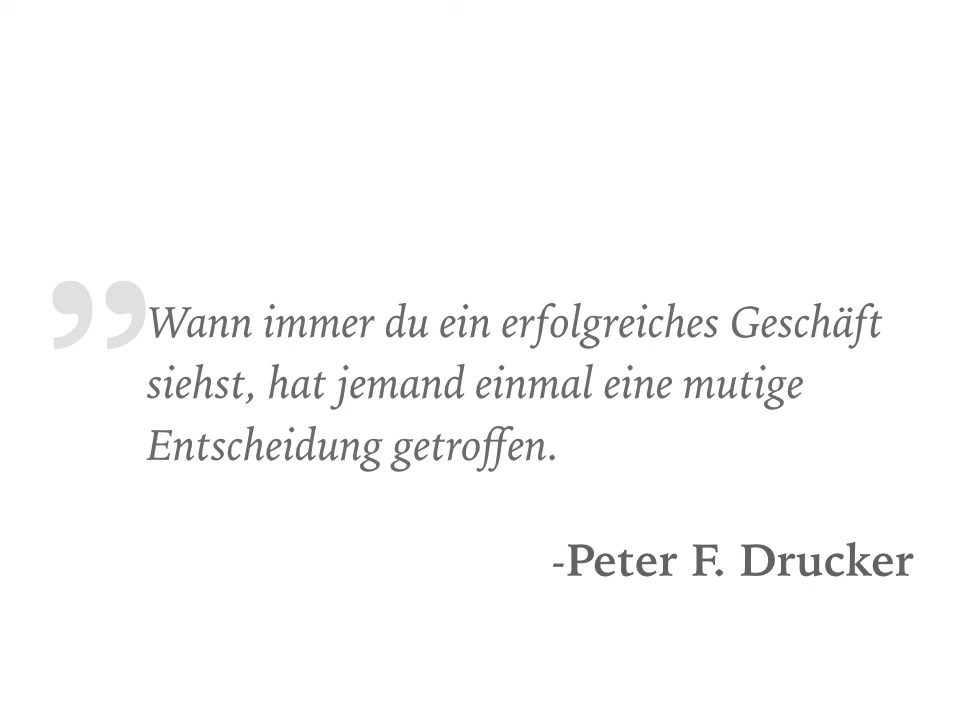 ”Wann immer du ein erfolgreiches Geschäft
siehst, hat jemand einmal eine mutige
Entscheidung getroffen.
-Peter F. Drucker